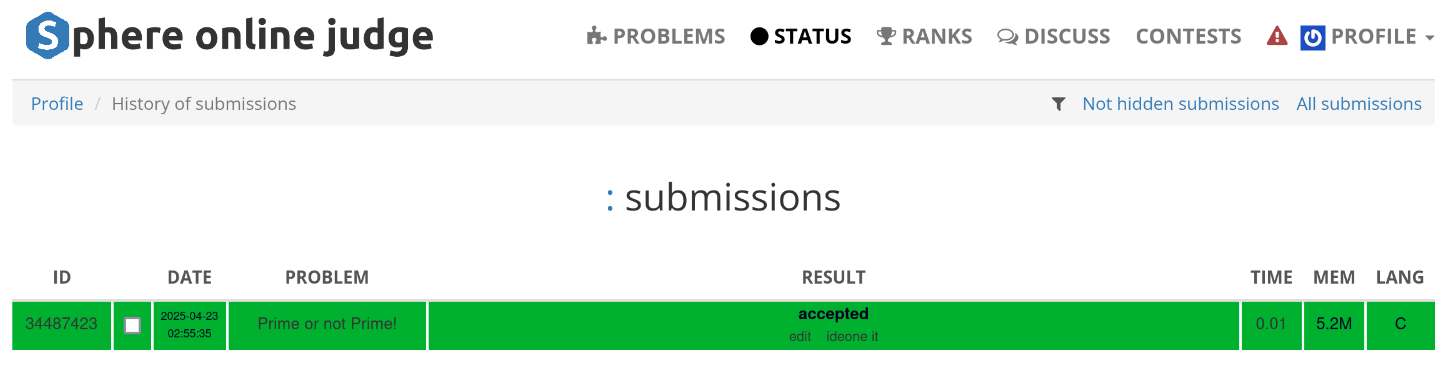 Sphere online judge PROBLEMS STATUS RANKS DISCUSS CONTESTS PROFILE
Profile / History of submissions Not hidden submissions All submissions
: submissions
ID DATE PROBLEM RESULT TIME MEM LANG
34487423 2025-04-23 02:55:35 Prime or not Prime! accepted 0.01 5.2M C
edit ideone it